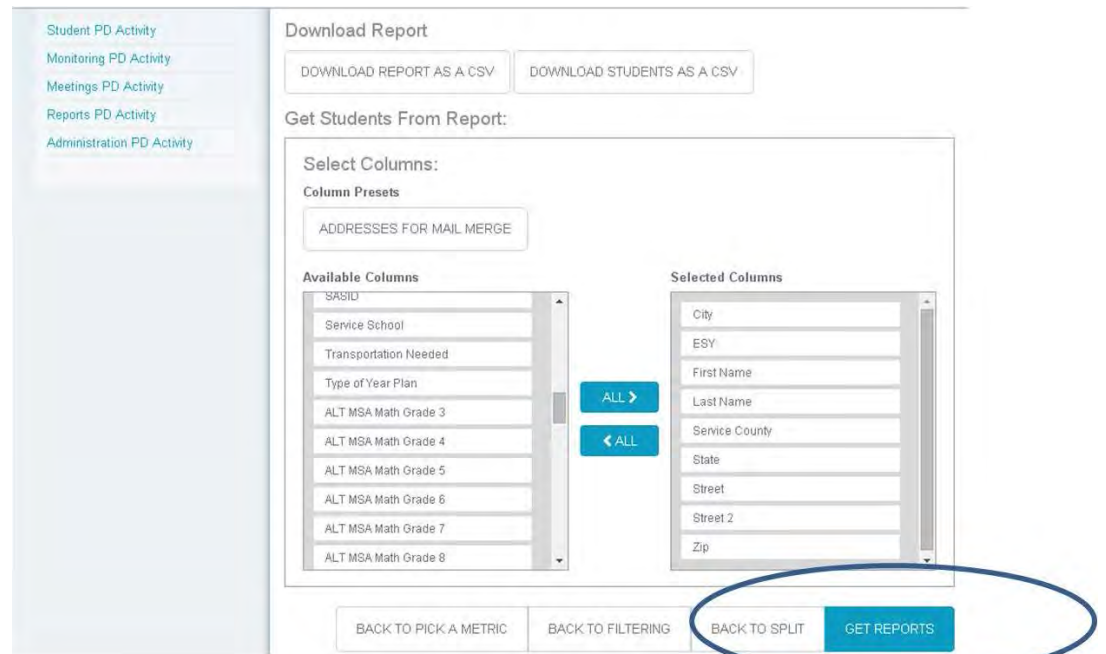 Student PD Activity
Monitoring PD Activity
Meetings PD Activity
Reports PD Activity
Administration PD Activity
Download Report
DOWNLOAD REPORT AS A CSV
DOWNLOAD STUDENTS AS A CSV
Get Students From Report:
Select Columns:
Column Presets
ADDRESSES FOR MAIL MERGE
Available Columns
SASID
Service School
Transportation Needed
Type of Year Plan
ALT MSA Math Grade 3
ALT MSA Math Grade 4
ALT MSA Math Grade 5
ALT MSA Math Grade 6
ALT MSA Math Grade 7
ALT MSA Math Grade 8
ALL >
< ALL
Selected Columns
City
ESY
First Name
Last Name
Service County
State
Street
Street 2
Zip
BACK TO PICK A METRIC
BACK TO FILTERING
BACK TO SPLIT
GET REPORTS